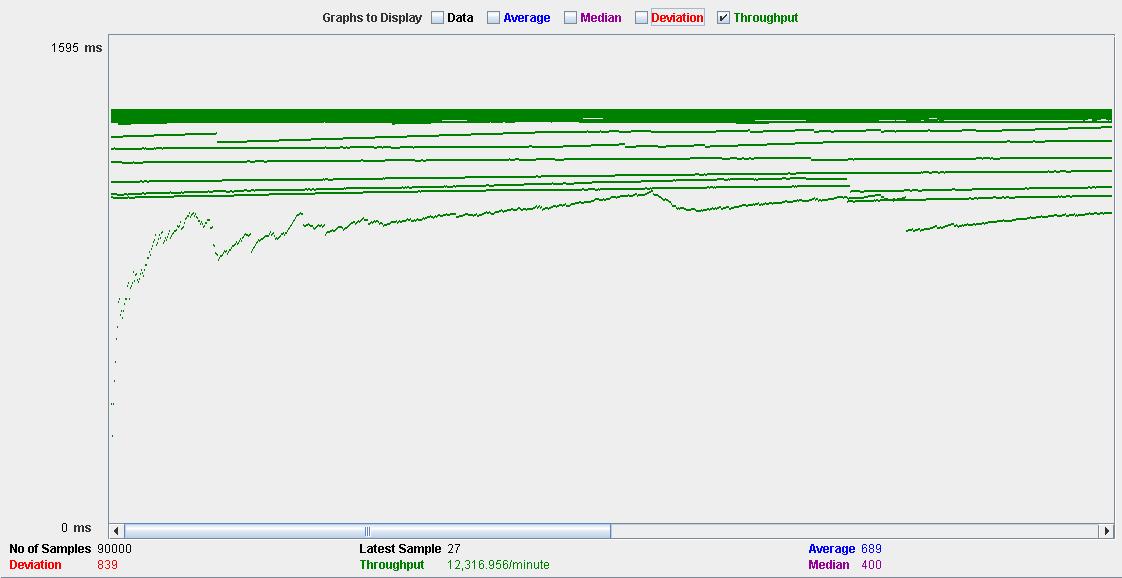 Graphs to Display Data Average Median Deviation Throughput
1595 ms
0 ms
No of Samples 90000 Latest Sample 27 Average 689
Deviation 839 Throughput 12,316.956/minute Median 400